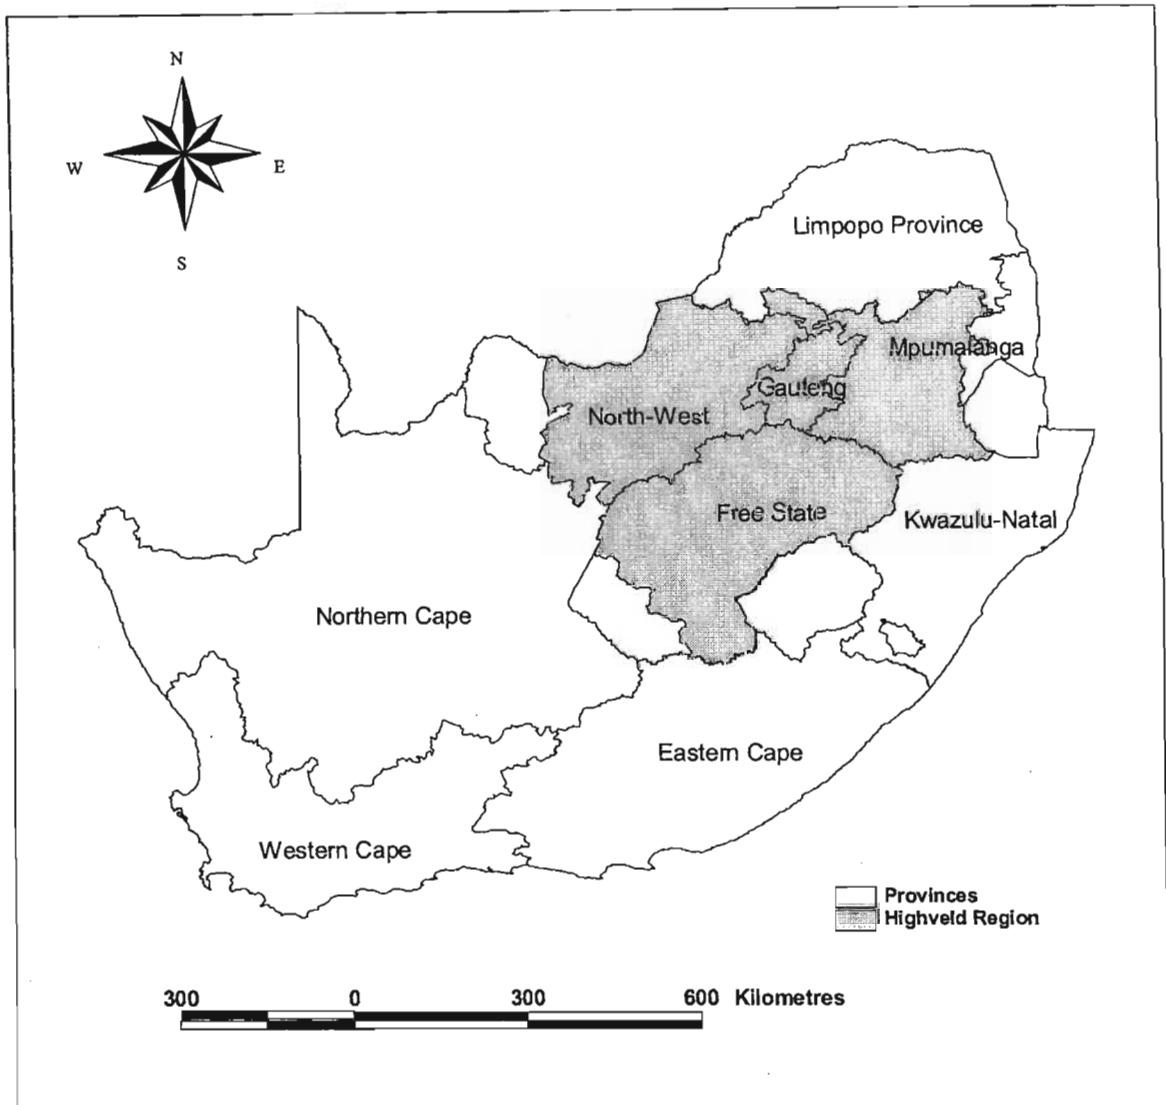 N
W E
S
Limpopo Province
Mpumalanga
Gauteng
North-West
Free State
Kwazulu-Natal
Northern Cape
Eastern Cape
Western Cape
Provinces
Highveld Region
300 0 300 600 Kilometres